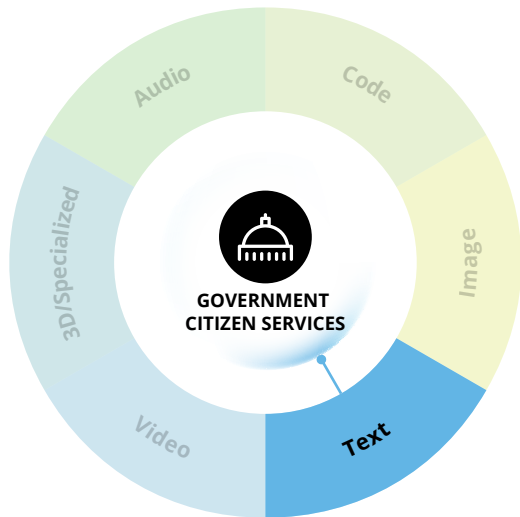 Audio
Code
3D/Specialized
Image
GOVERNMENT
CITIZEN SERVICES
Video
Text